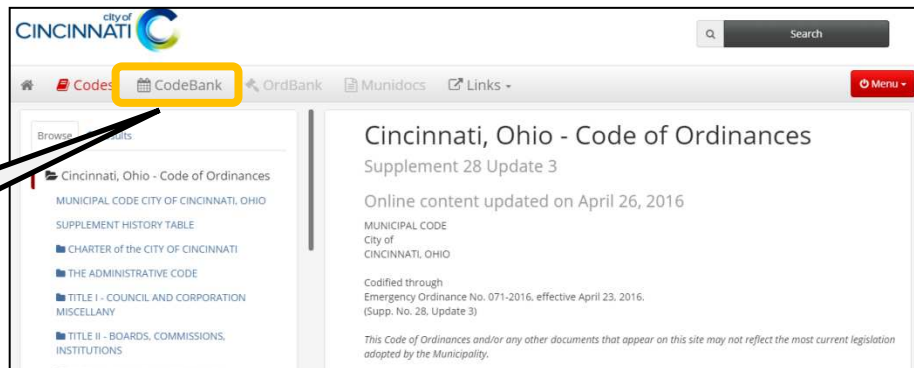 city of
CINCINNATI
Search
Codes
CodeBank
OrdBank
Munidocs
Links
Menu
Browse
Cincinnati, Ohio - Code of Ordinances
MUNICIPAL CODE CITY OF CINCINNATI, OHIO
SUPPLEMENT HISTORY TABLE
CHARTER of the CITY OF CINCINNATI
THE ADMINISTRATIVE CODE
TITLE I - COUNCIL AND CORPORATION
MISCELLANY
TITLE II - BOARDS, COMMISSIONS,
INSTITUTIONS
Cincinnati, Ohio - Code of Ordinances
Supplement 28 Update 3
Online content updated on April 26, 2016
MUNICIPAL CODE
City of
CINCINNATI, OHIO
Codified through
Emergency Ordinance No. 071-2016, effective April 23, 2016.
(Supp. No. 28, Update 3)
This Code of Ordinances and/or any other documents that appear on this site may not reflect the most current legislation
adopted by the Municipality.